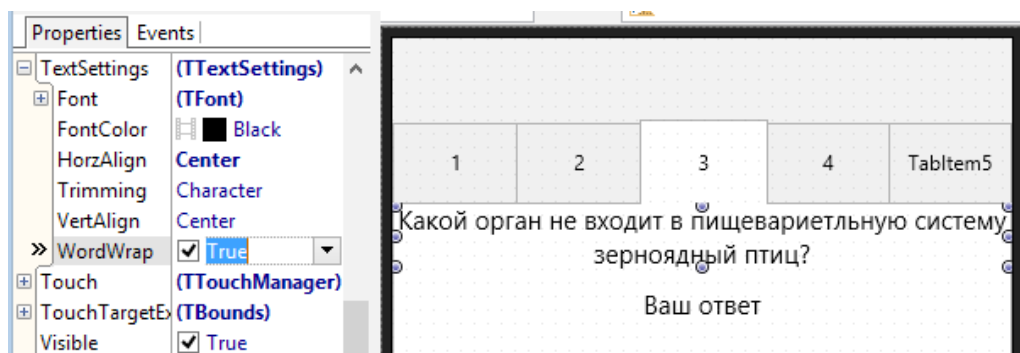 Properties Events
TextSettings (TTextSettings)
Font (TFont)
FontColor Black
HorzAlign Center
Trimming Character
VertAlign Center
WordWrap True
Touch (TTouchManager)
TouchTargetEx (TBounds)
Visible True
1 2 3 4 TabItem5
Какой орган не входит в пищевариетльную систему
зерноядный птиц?
Ваш ответ